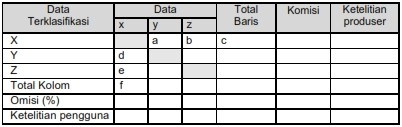 Data Terklasifikasi Data Total Baris Komisi Ketelitian produser
x y z
X a b c
Y d
Z e
Total Kolom f
Omisi (%)
Ketelitian pengguna